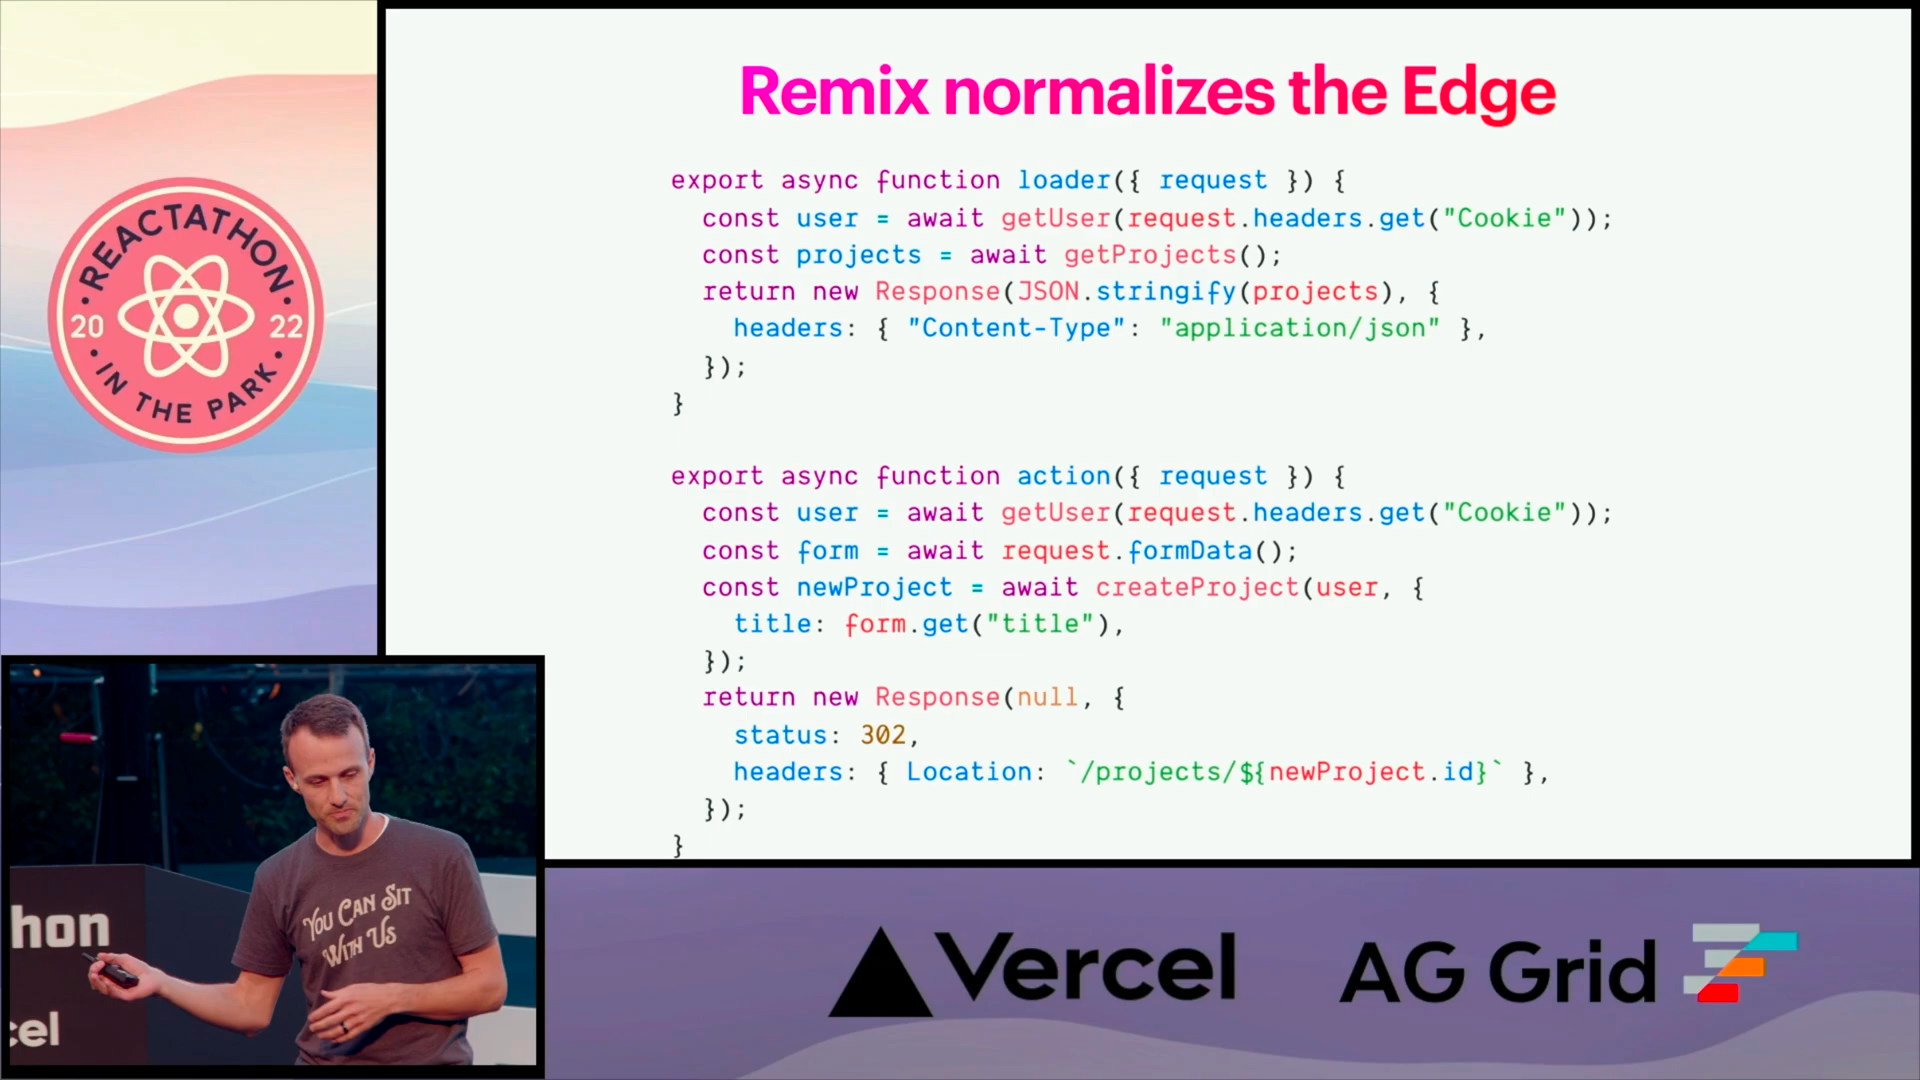 REACTATHON
20 22
IN THE PARK
Remix normalizes the Edge
export async function loader({ request }) {
  const user = await getUser(request.headers.get("Cookie"));
  const projects = await getProjects();
  return new Response(JSON.stringify(projects), {
    headers: { "Content-Type": "application/json" },
  });
}
export async function action({ request }) {
  const user = await getUser(request.headers.get("Cookie"));
  const form = await request.formData();
  const newProject = await createProject(user, {
    title: form.get("title"),
  });
  return new Response(null, {
    status: 302,
    headers: { Location: `/projects/${newProject.id}` },
  });
}
hon
cel
YOU CAN SIT
WITH US
Vercel
AG Grid